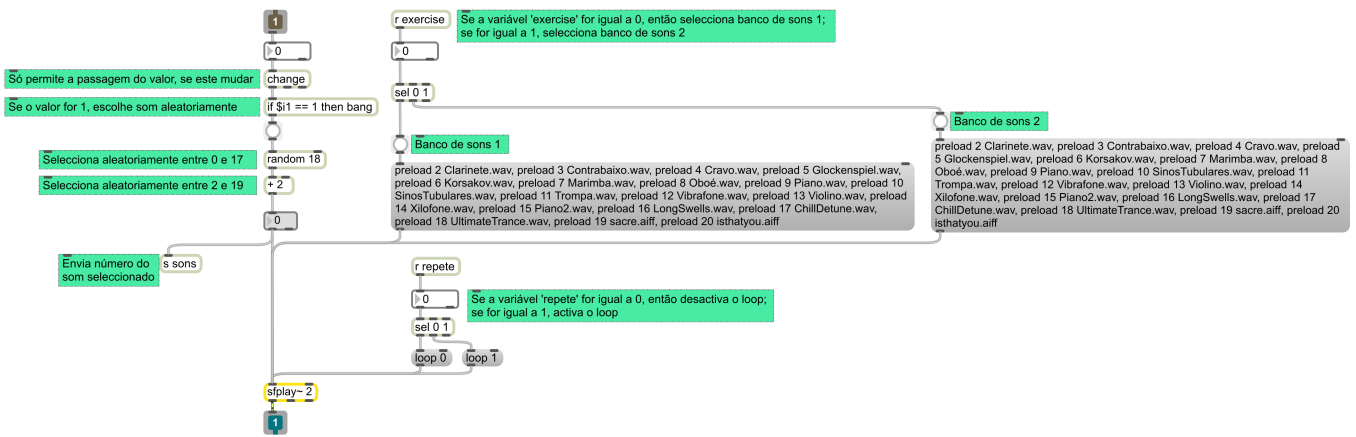 1
r exercise
Se a variável 'exercise' for igual a 0, então selecciona banco de sons 1;
se for igual a 1, selecciona banco de sons 2
0
0
Só permite a passagem do valor, se este mudar
change
sel 0 1
Se o valor for 1, escolhe som aleatoriamente
if $i1 == 1 then bang
Banco de sons 2
Banco de sons 1
Selecciona aleatoriamente entre 0 e 17
random 18
Selecciona aleatoriamente entre 2 e 19
+ 2
0
preload 2 Clarinete.wav, preload 3 Contrabaixo.wav, preload 4 Cravo.wav, preload 5 Glockenspiel.wav,
preload 6 Korsakov.wav, preload 7 Marimba.wav, preload 8 Oboé.wav, preload 9 Piano.wav, preload 10
SinosTubulares.wav, preload 11 Trompa.wav, preload 12 Vibrafone.wav, preload 13 Violino.wav, preload
14 Xilofone.wav, preload 15 Piano2.wav, preload 16 LongSwells.wav, preload 17 ChillDetune.wav,
preload 18 UltimateTrance.wav, preload 19 sacre.aiff, preload 20 isthatyou.aiff
preload 2 Clarinete.wav, preload 3 Contrabaixo.wav, preload 4 Cravo.wav, preload
5 Glockenspiel.wav, preload 6 Korsakov.wav, preload 7 Marimba.wav, preload 8
Oboé.wav, preload 9 Piano.wav, preload 10 SinosTubulares.wav, preload 11
Trompa.wav, preload 12 Vibrafone.wav, preload 13 Violino.wav, preload 14
Xilofone.wav, preload 15 Piano2.wav, preload 16 LongSwells.wav, preload 17
ChillDetune.wav, preload 18 UltimateTrance.wav, preload 19 sacre.aiff, preload 20
isthatyou.aiff
Envia número do
som seleccionado
s sons
r repete
0
Se a variável 'repete' for igual a 0, então desactiva o loop;
se for igual a 1, activa o loop
sel 0 1
loop 0
loop 1
sfplay~ 2
1